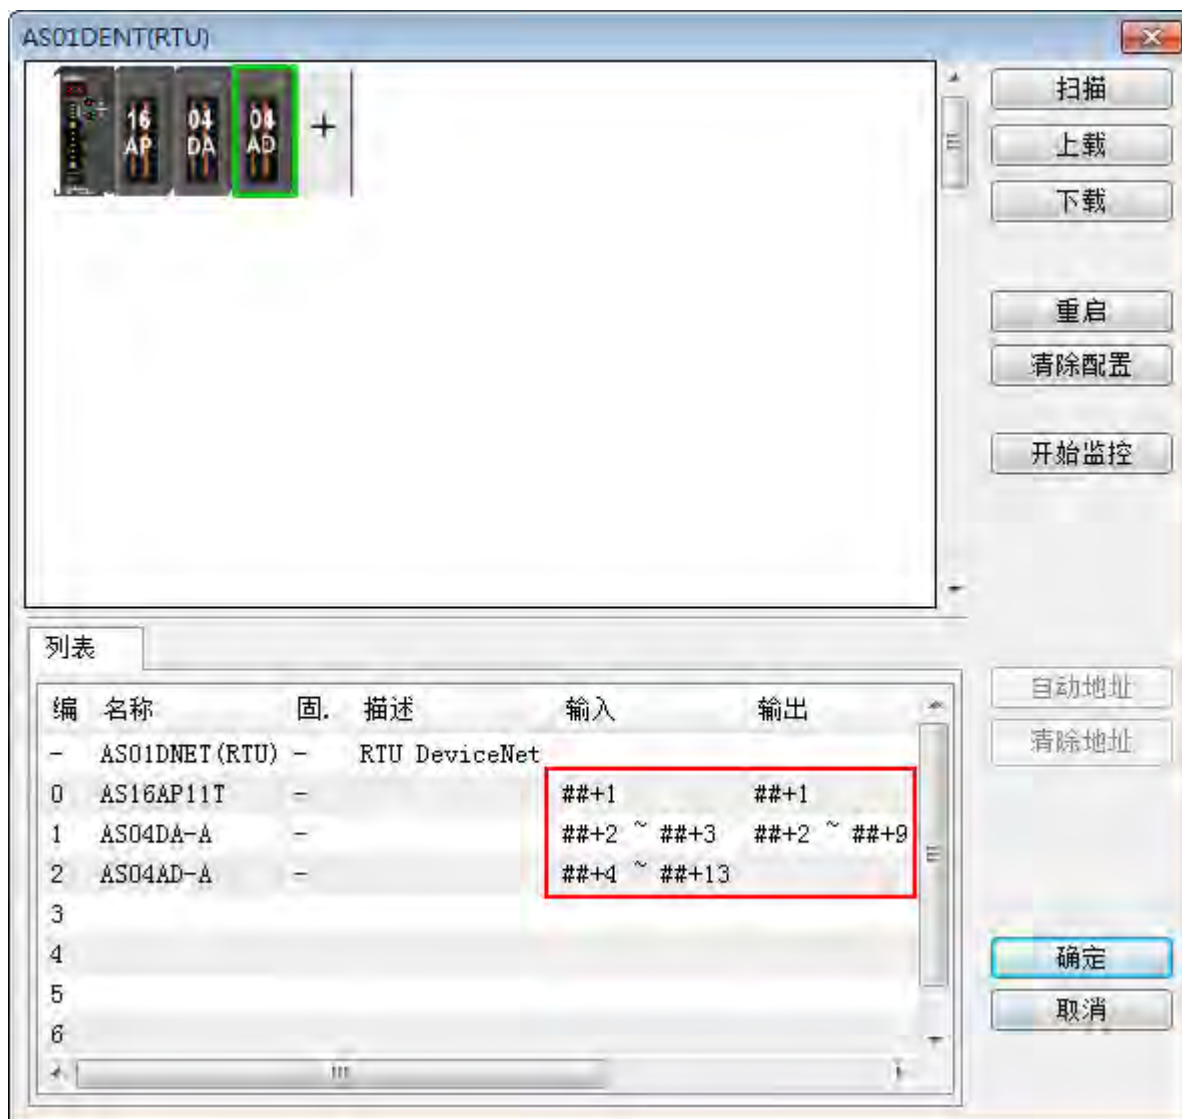 AS01DENT(RTU)
16 AP
04 DA
04 AD
+
扫描
上载
下载
重启
清除配置
开始监控
列表
自动地址
清除地址
编 名称 固. 描述 输入 输出
- AS01DNET(RTU) - RTU DeviceNet
0 AS16AP11T - ##+1 ##+1
1 AS04DA-A - ##+2 ~ ##+3 ##+2 ~ ##+9
2 AS04AD-A - ##+4 ~ ##+13
3
4
5
6
确定
取消